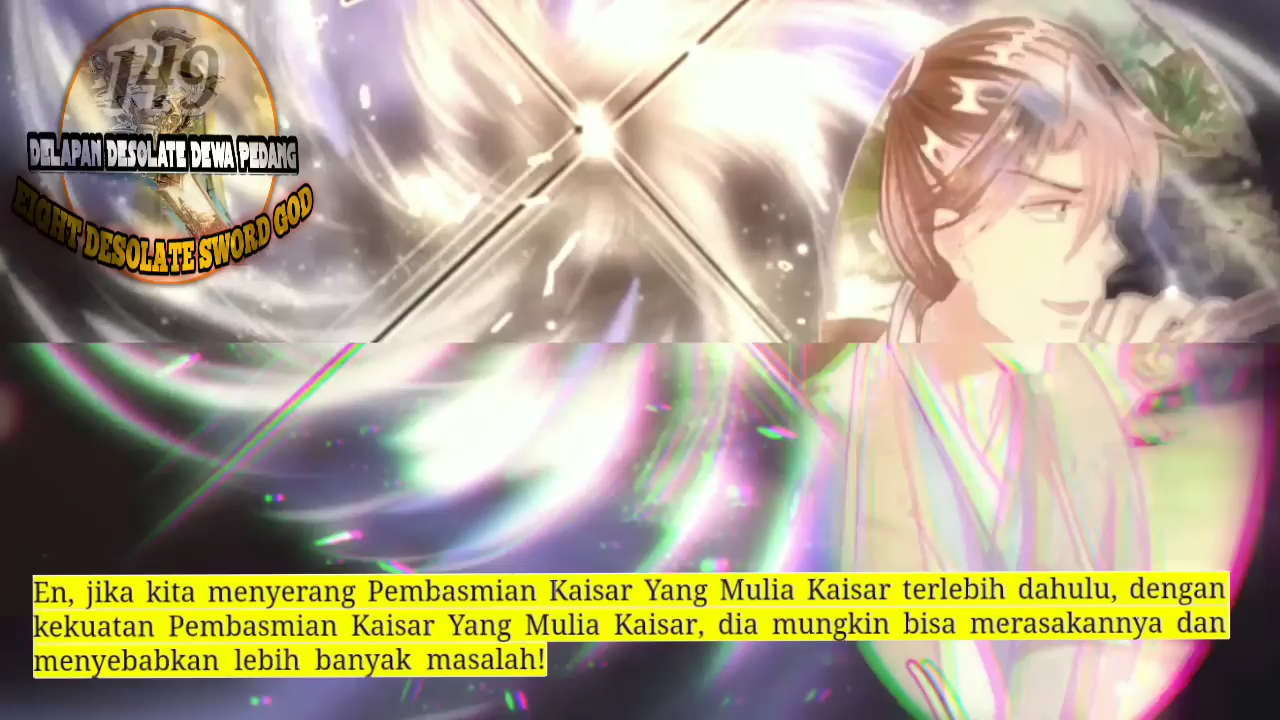 149
DELAPAN DESOLATE DEWA PEDANG
EIGHT DESOLATE SWORD GOD
En, jika kita menyerang Pembasmian Kaisar Yang Mulia Kaisar terlebih dahulu, dengan
kekuatan Pembasmian Kaisar Yang Mulia Kaisar, dia mungkin bisa merasakannya dan
menyebabkan lebih banyak masalah!